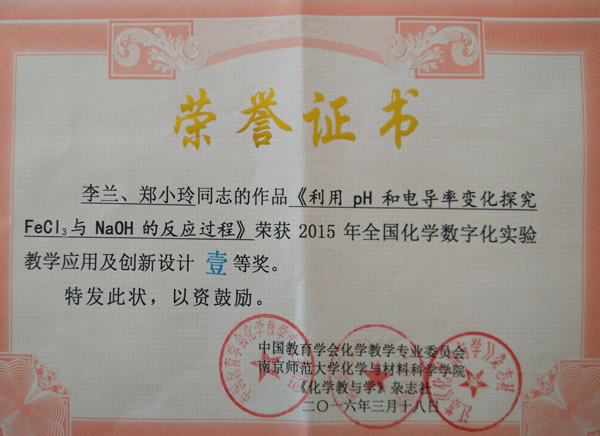 荣誉证书
李兰、郑小玲同志的作品《利用 pH 和电导率变化探究
FeCl₃与 NaOH 的反应过程》荣获 2015 年全国化学数字化实验
教学应用及创新设计 壹 等奖。
特发此状，以资鼓励。
中国教育学会化学教学专业委员会
南京师范大学化学与材料科学学院
《化学教与学》杂志社
二〇一六年三月十八日